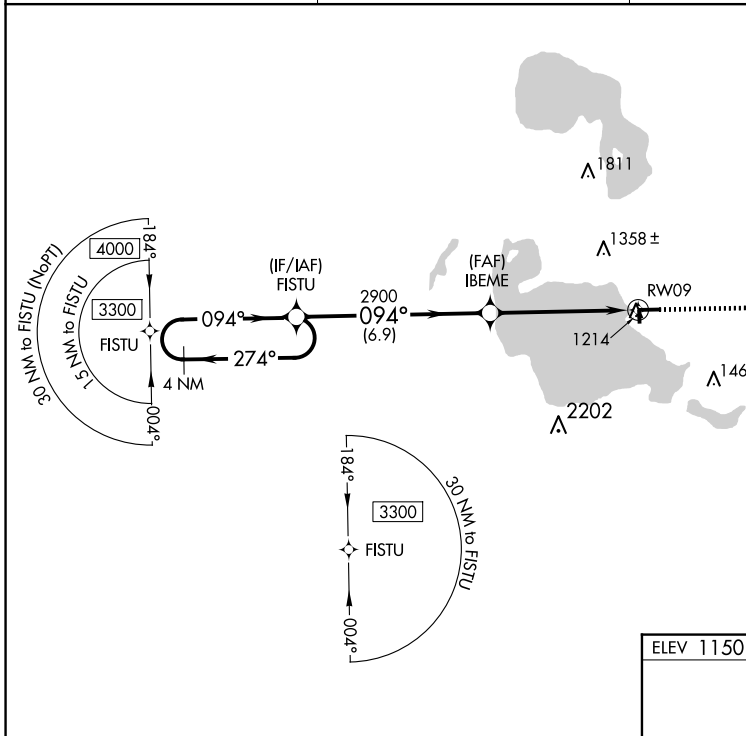 1811
1358 ±
(FAF)
IBEME
(IF/IAF)
FISTU
RW09
1214
2900
094°
(6.9)
094°
274°
4 NM
30 NM to FISTU (NoPT)
15 NM to FISTU
4000
3300
184°
FISTU
004°
146
2202
184°
3300
30 NM to FISTU
FISTU
004°
ELEV 1150